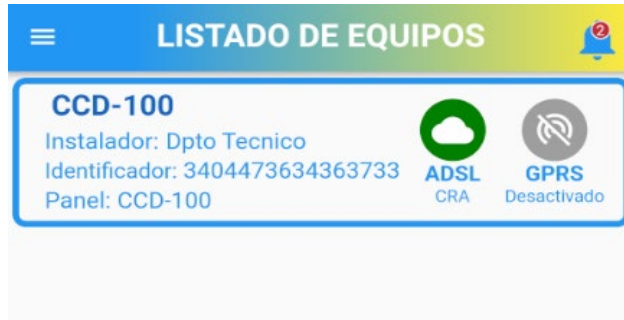 LISTADO DE EQUIPOS
2
CCD-100
Instalador: Dpto Tecnico
Identificador: 3404473634363733
Panel: CCD-100
ADSL
CRA
GPRS
Desactivado